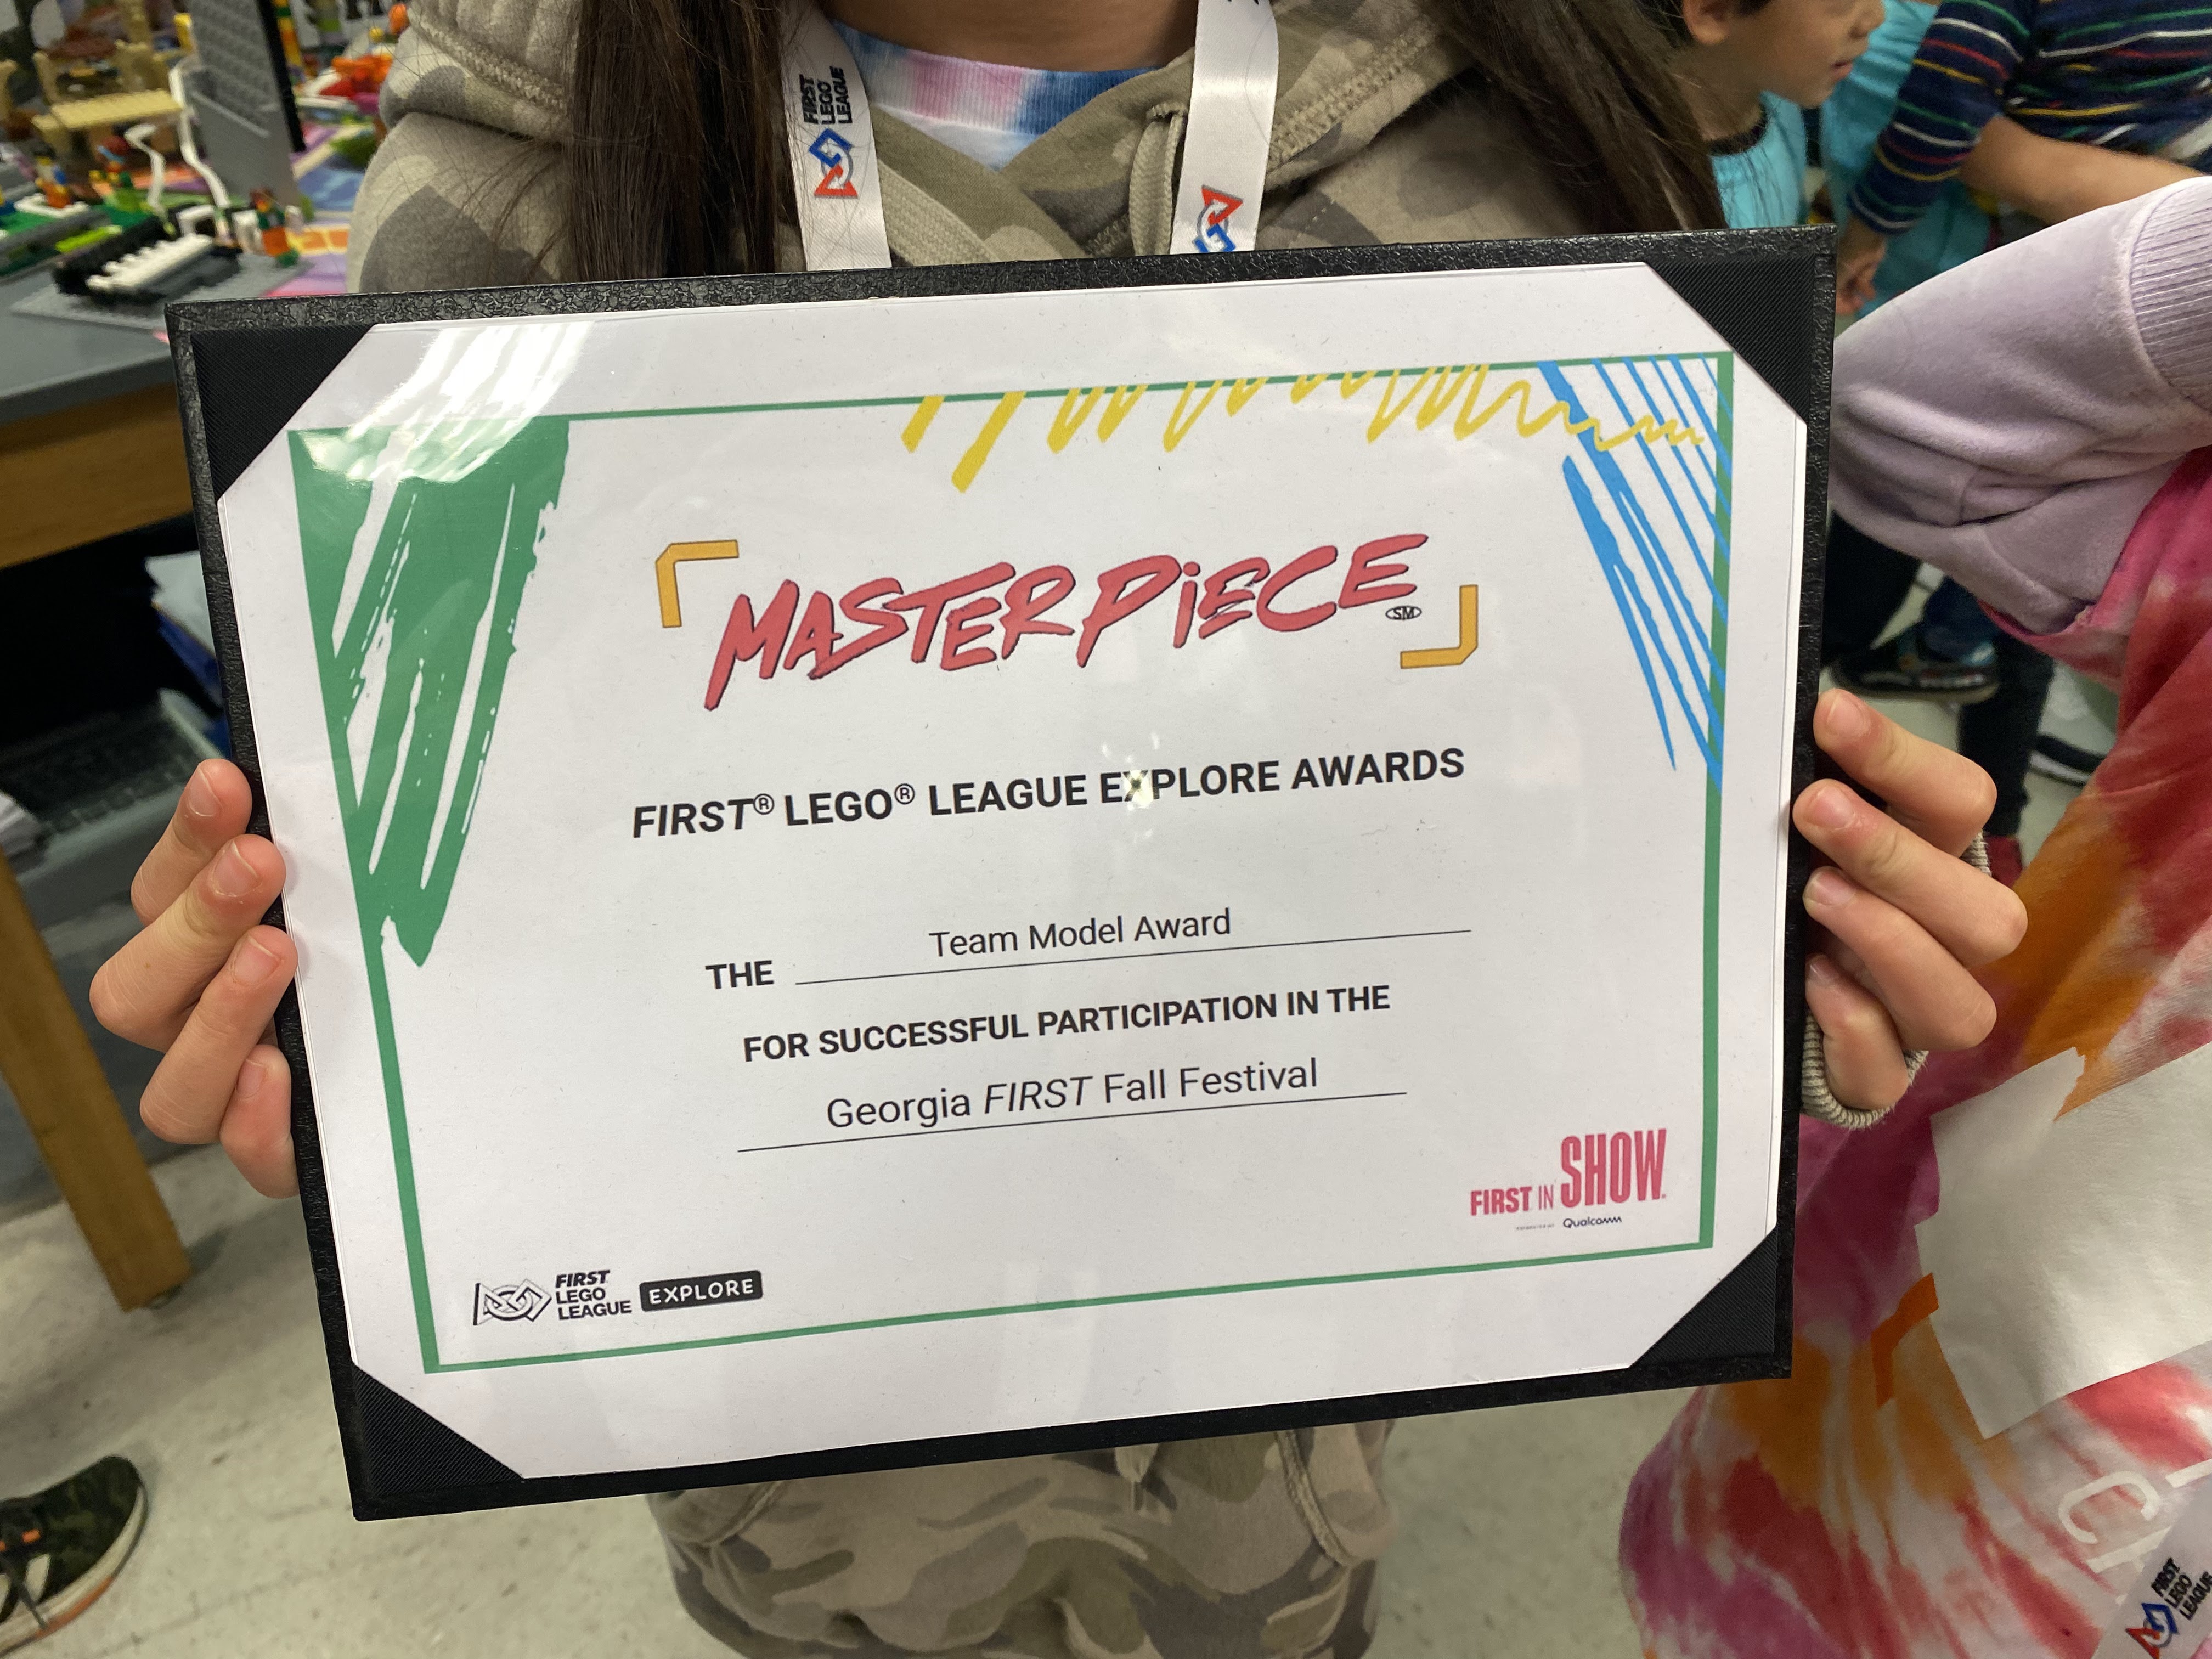 FIRST
LEGO
LEAGUE
MASTERPIECE
SM
FIRST® LEGO® LEAGUE EXPLORE AWARDS
THE Team Model Award
FOR SUCCESSFUL PARTICIPATION IN THE
Georgia FIRST Fall Festival
FIRST IN SHOW
Qualcomm
FIRST
LEGO
LEAGUE
EXPLORE
FIRST
LEGO
LEAGUE